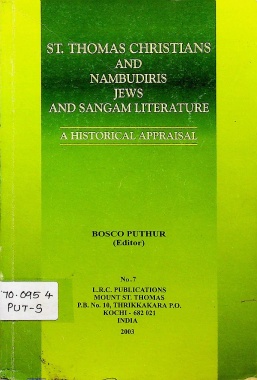 ST. THOMAS CHRISTIANS
AND
NAMBUDIRIS
JEWS
AND SANGAM LITERATURE
A HISTORICAL APPRAISAL
BOSCO PUTHUR
(Editor)
No-7
L.R.C. PUBLICATIONS
MOUNT ST. THOMAS
P.B. No. 10, THRIKKAKARA P.O.
KOCHI - 682 021
INDIA
2003
70.095 4
PUT-S